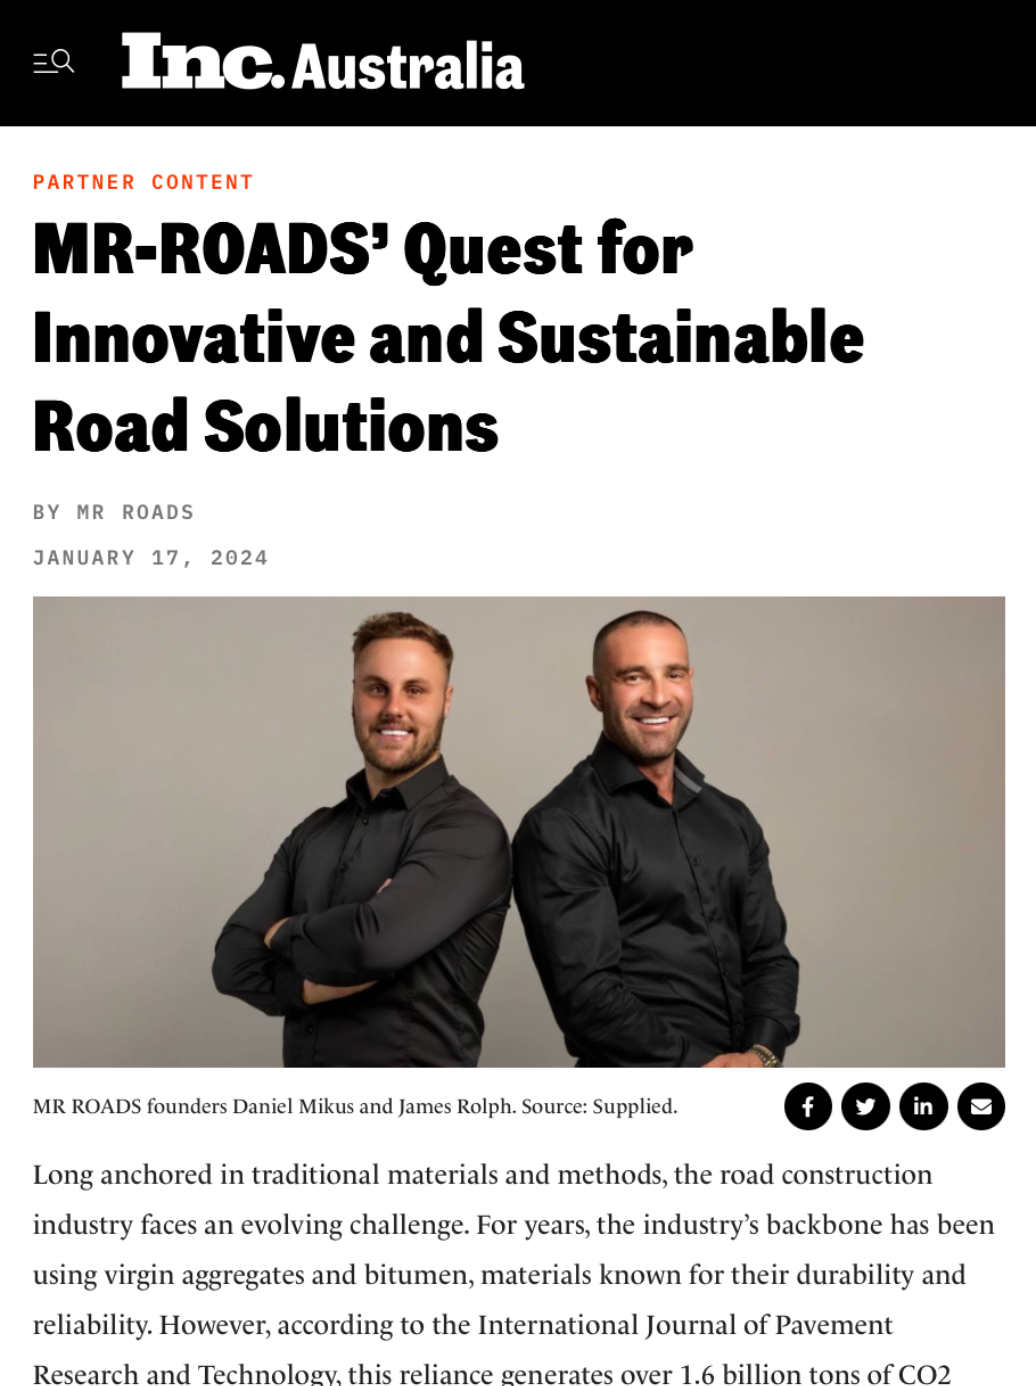 Inc. Australia
PARTNER CONTENT
MR-ROADS’ Quest for
Innovative and Sustainable
Road Solutions
BY MR ROADS
JANUARY 17, 2024
MR ROADS founders Daniel Mikus and James Rolph. Source: Supplied.
Long anchored in traditional materials and methods, the road construction
industry faces an evolving challenge. For years, the industry’s backbone has been
using virgin aggregates and bitumen, materials known for their durability and
reliability. However, according to the International Journal of Pavement
Research and Technology, this reliance generates over 1.6 billion tons of CO2